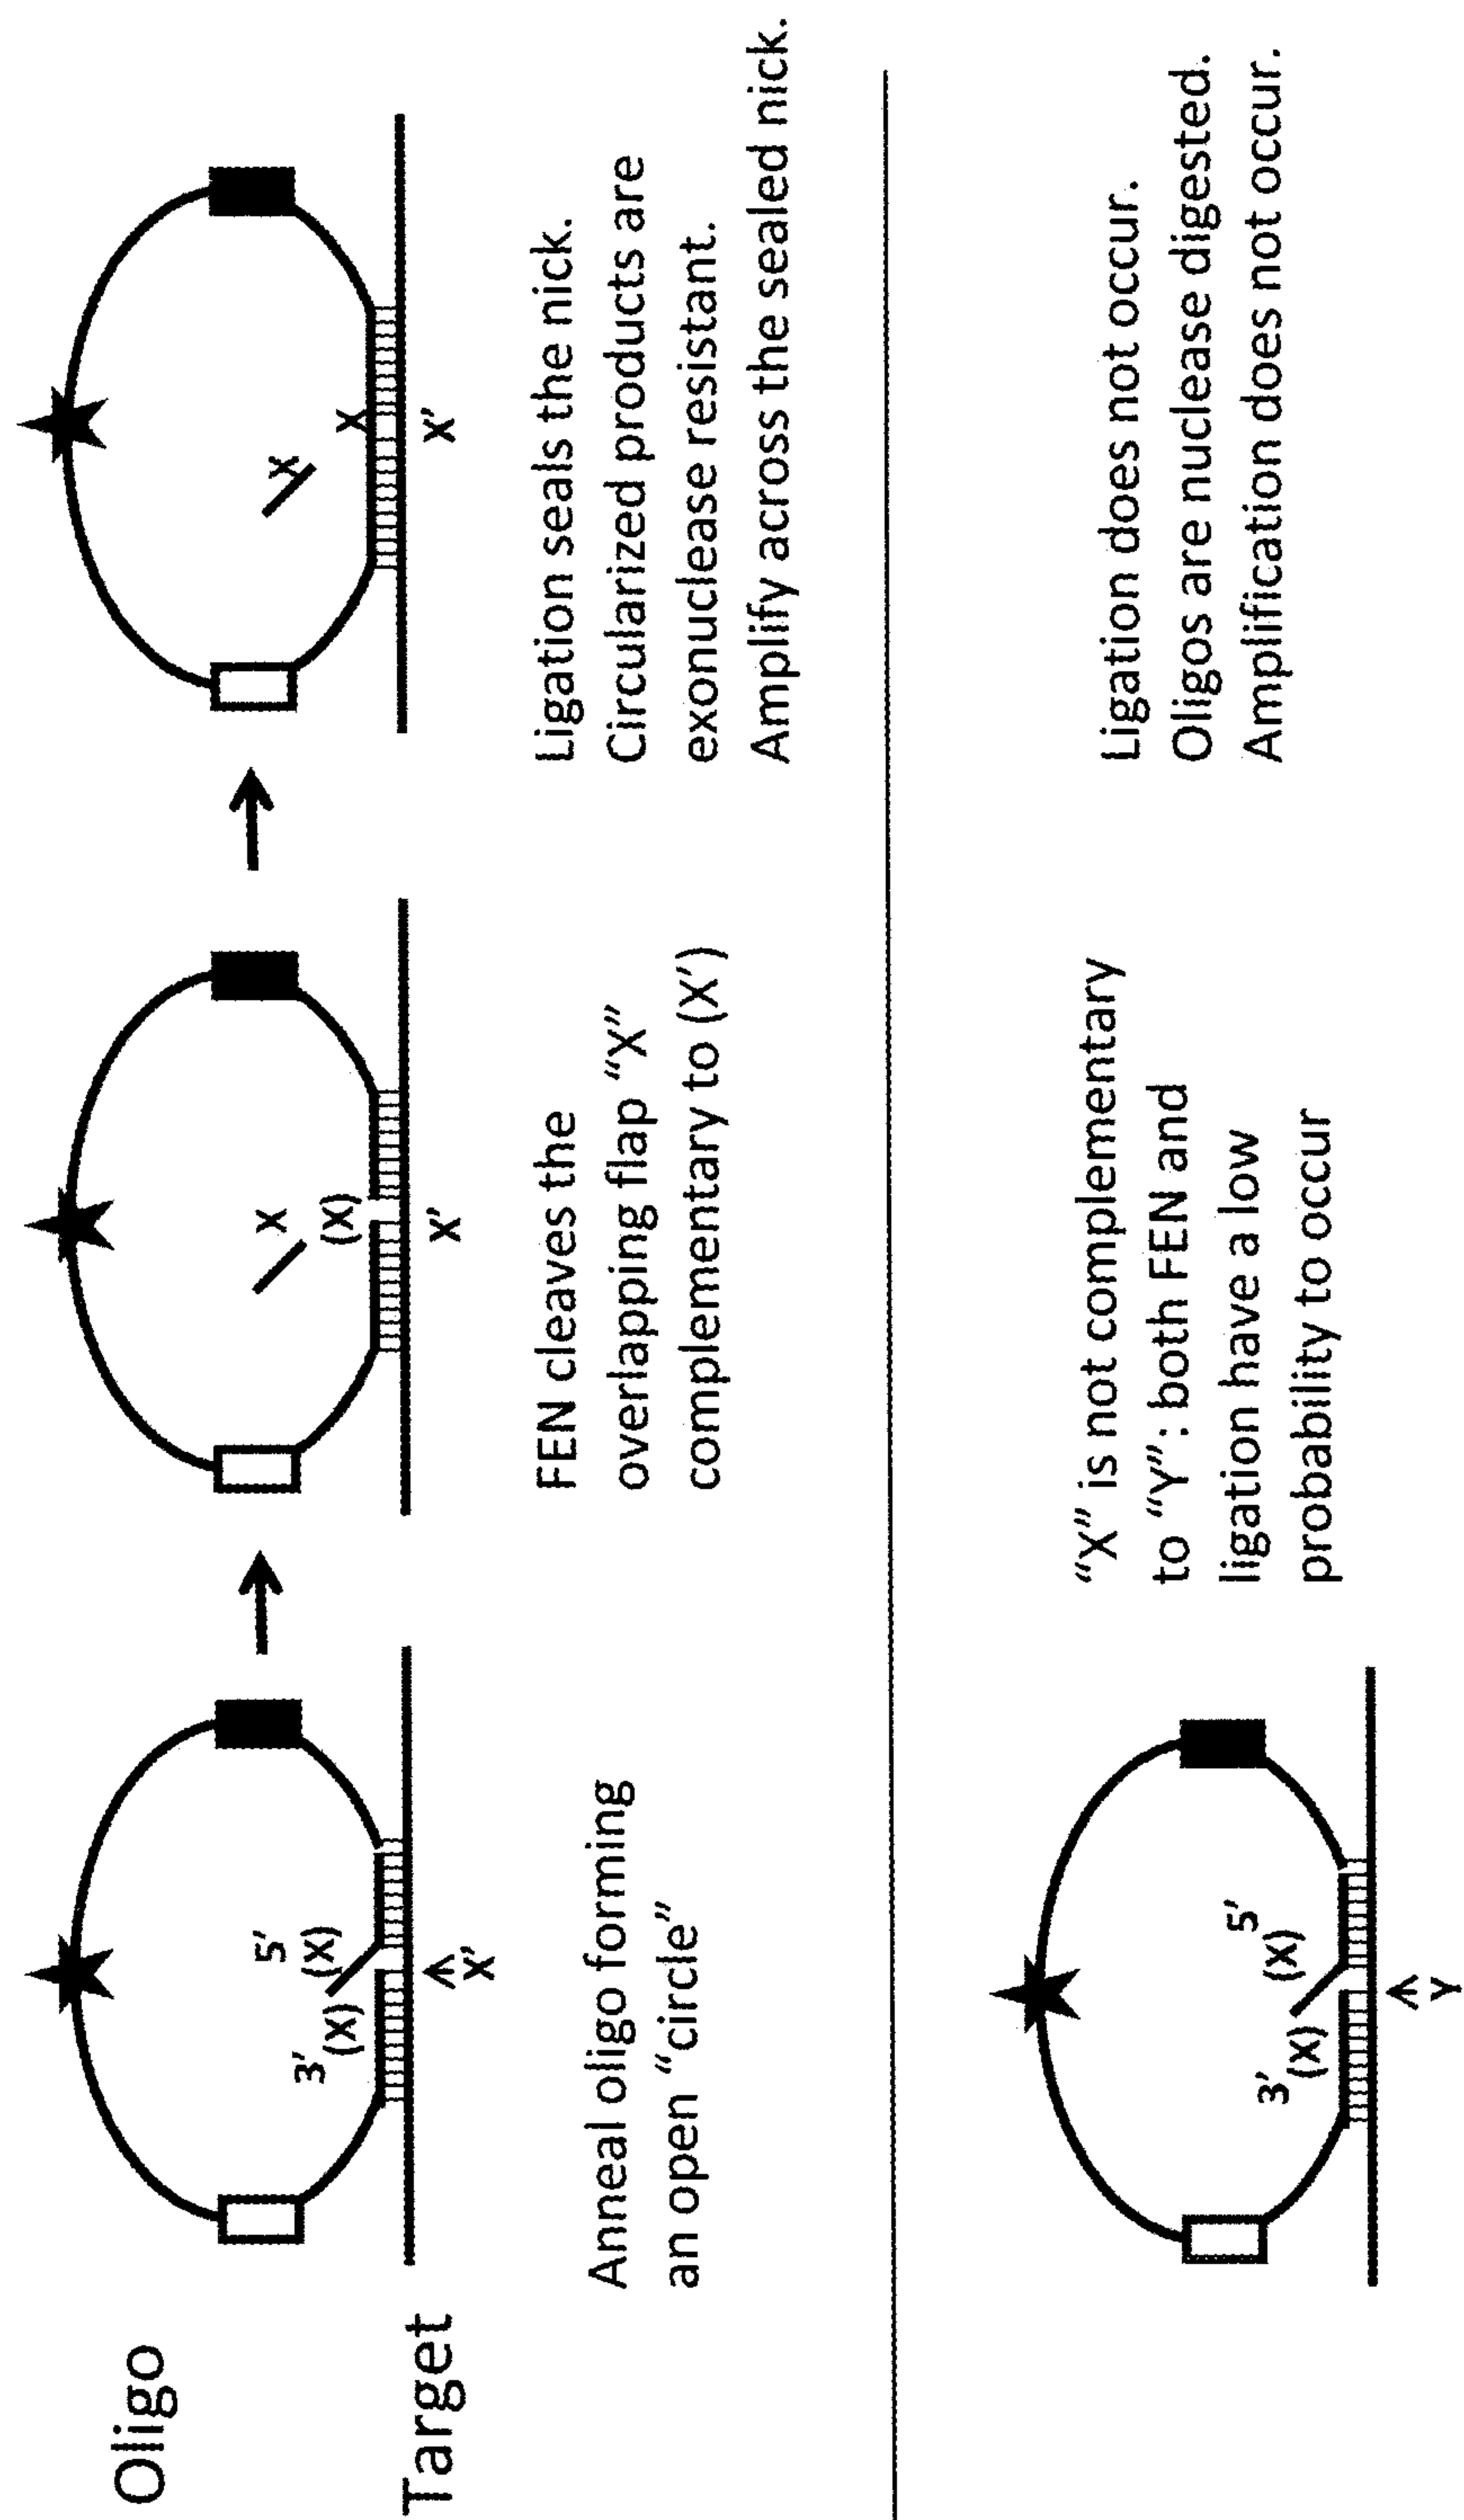 Oligo
Target
3'
(X)
5'
(X)
X'
Anneal oligo forming
an open "circle"
X
(X)
X'
FEN cleaves the
overlapping flap "X"
complementary to (X')
X
X
X'
Ligation seals the nick.
Circularized products are
exonuclease resistant.
Amplify across the sealed nick.
3'
(X)
5'
(X)
Y
"X" is not complementary
to "Y": both FEN and
ligation have a low
probability to occur
Ligation does not occur.
Oligos are nuclease digested.
Amplification does not occur.